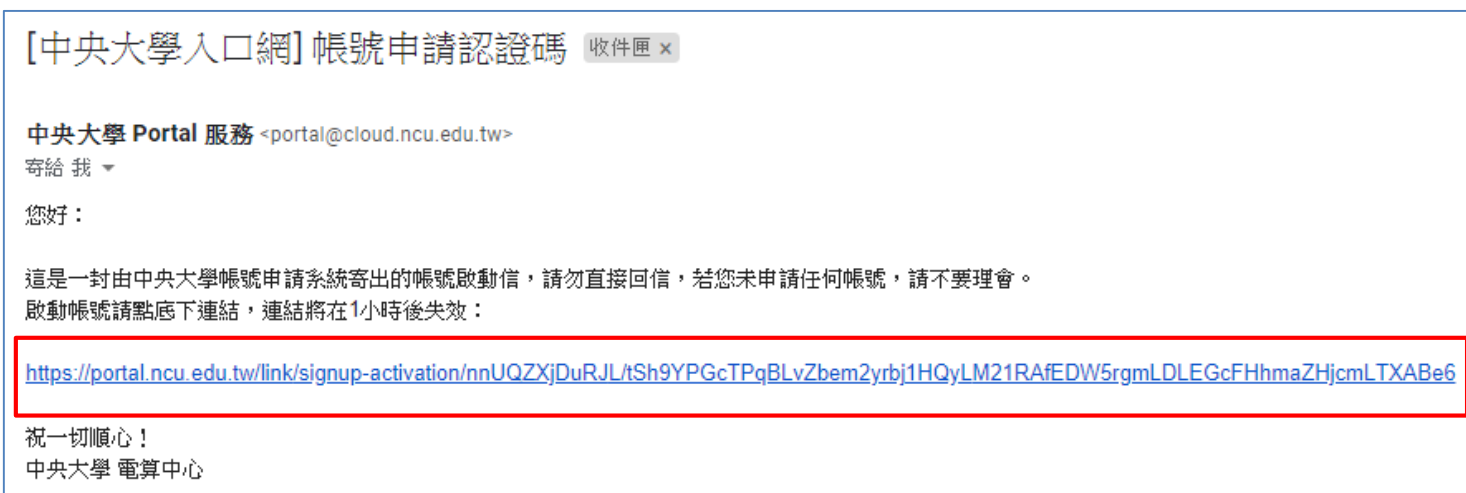 [中央大學入口網] 帳號申請認證碼 收件匣 ×
中央大學 Portal 服務 <portal@cloud.ncu.edu.tw>
寄給 我
您好：
這是一封由中央大學帳號申請系統寄出的帳號啟動信，請勿直接回信，若您未申請任何帳號，請不要理會。
啟動帳號請點底下連結，連結將在1小時後失效：
https://portal.ncu.edu.tw/link/signup-activation/nnUQZXjDuRJL/tSh9YPGcTPqBLvZbem2yrbj1HQyLM21RAfEDW5rgmLDLEGcFHhmaZHjcmLTXABe6
祝一切順心！
中央大學 電算中心